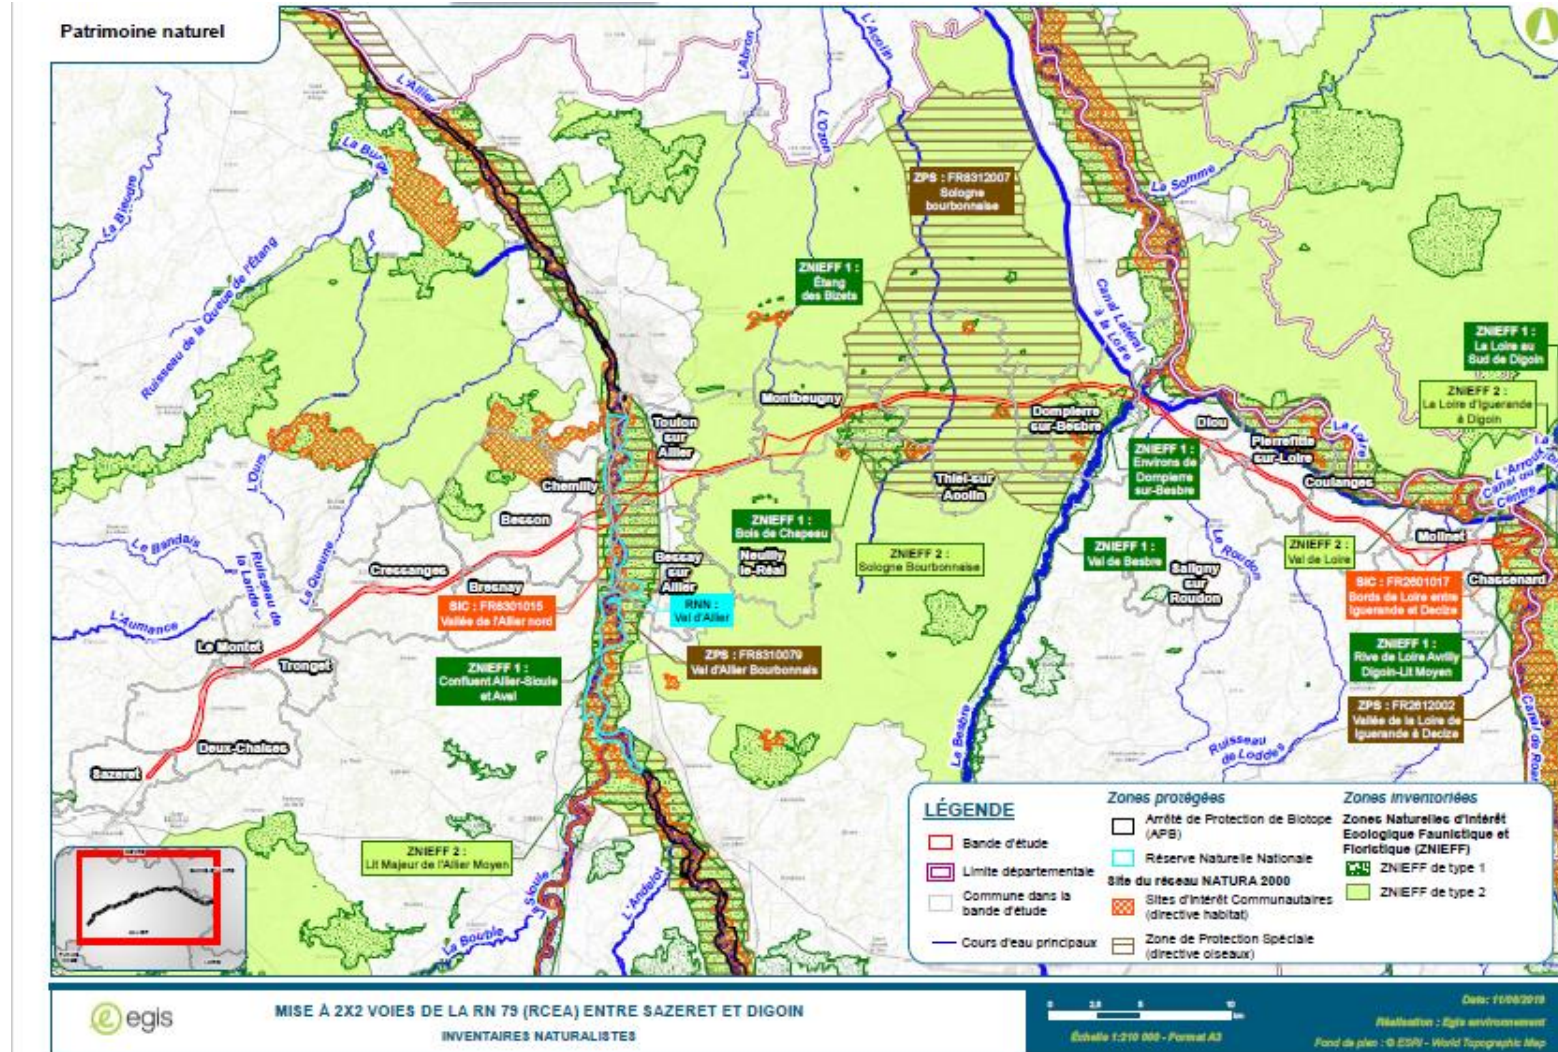 Patrimoine naturel
L'Allier
L'Abron
L'Acolin
L'Ozon
La Burge
La Bieudre
Ruisseau de la Queue de l'Étang
La Somme
ZPS : FR8312007
Sologne
bourbonnaise
ZNIEFF 1 :
Étang
des Bizets
Canal Latéral
à la Loire
ZNIEFF 1 :
La Loire au
Sud de Digoin
ZNIEFF 2 :
La Loire d'Iguerande
à Digoin
Montbeugny
Toulon
sur
Allier
Dompierre
sur-Besbre
Diou
Pierrefitte
sur-Loire
La Loire
Coulanges
L'Arroux
Canal du
Centre
L'Ours
Chemilly
Besson
Thiel-sur
Acolin
ZNIEFF 1 :
Environs de
Dompierre
sur-Besbre
ZNIEFF 1 :
Bois de Chapeau
Neuilly
le-Réal
ZNIEFF 2 :
Sologne Bourbonnaise
ZNIEFF 1 :
Val de Besbre
Saligny
sur
Roudon
Le Roudon
ZNIEFF 2 :
Val de Loire
Molinet
Chassenard
Le Bandais
Ruisseau de
la Lande
La Queune
Cressanges
Bresnay
Bessay
sur
Allier
SIC : FR8301015
Vallée de l'Allier nord
RNN :
Val d'Allier
SIC : FR2601017
Bords de Loire entre
Iguerande et Decize
L'Aumance
Le Montet
Tronget
ZPS : FR8310079
Val d'Allier Bourbonnais
ZNIEFF 1 :
Confluent Allier-Sioule
et Aval
ZNIEFF 1 :
Rive de Loire Avrilly
Digoin-Lit Moyen
ZPS : FR2612002
Vallée de la Loire de
Iguerande à Decize
La Besbre
Ruisseau
de Loddes
Deux-Chaises
Sazeret
ZNIEFF 2 :
Lit Majeur de l'Allier Moyen
La Sioule
L'Andelot
La Bouble
LÉGENDE
Bande d'étude
Limite départementale
Commune dans la
bande d'étude
Cours d'eau principaux
Zones protégées
Arrêté de Protection de Biotope
(APB)
Réserve Naturelle Nationale
Site du réseau NATURA 2000
Sites d'Intérêt Communautaires
(directive habitat)
Zone de Protection Spéciale
(directive oiseaux)
Zones inventoriées
Zones Naturelles d'Intérêt
Ecologique Faunistique et
Floristique (ZNIEFF)
ZNIEFF de type 1
ZNIEFF de type 2
egis
MISE À 2X2 VOIES DE LA RN 79 (RCEA) ENTRE SAZERET ET DIGOIN
INVENTAIRES NATURALISTES
0 2,5 5 10
km
Échelle 1:210 000 - Format A3
Date: 11/06/2019
Réalisation : Egis environnement
Fond de plan : © ESRI - World Topographic Map